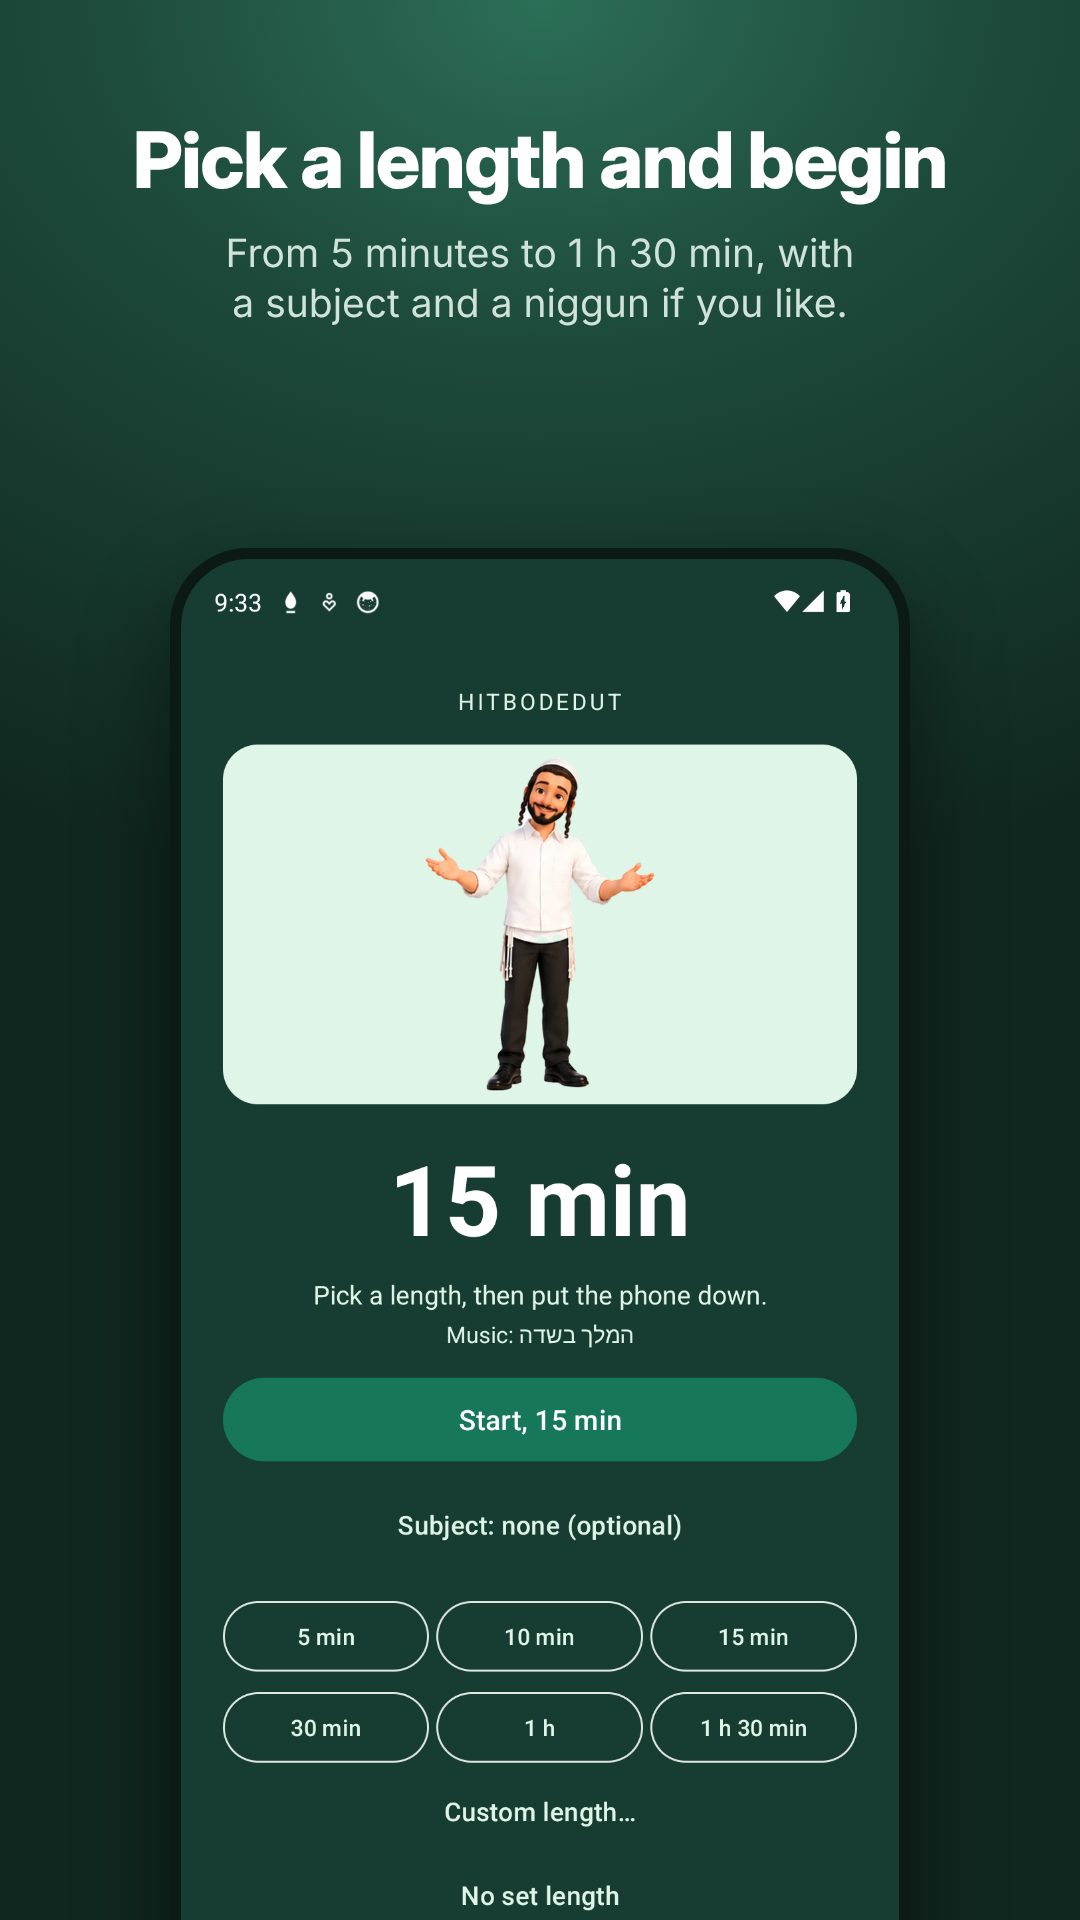 Pick a length and begin
From 5 minutes to 1 h 30 min, with
a subject and a niggun if you like.
9:33
HITBODEDUT
15 min
Pick a length, then put the phone down.
Music: המלך בשדה
Start, 15 min
Subject: none (optional)
5 min
10 min
15 min
30 min
1 h
1 h 30 min
Custom length…
No set length